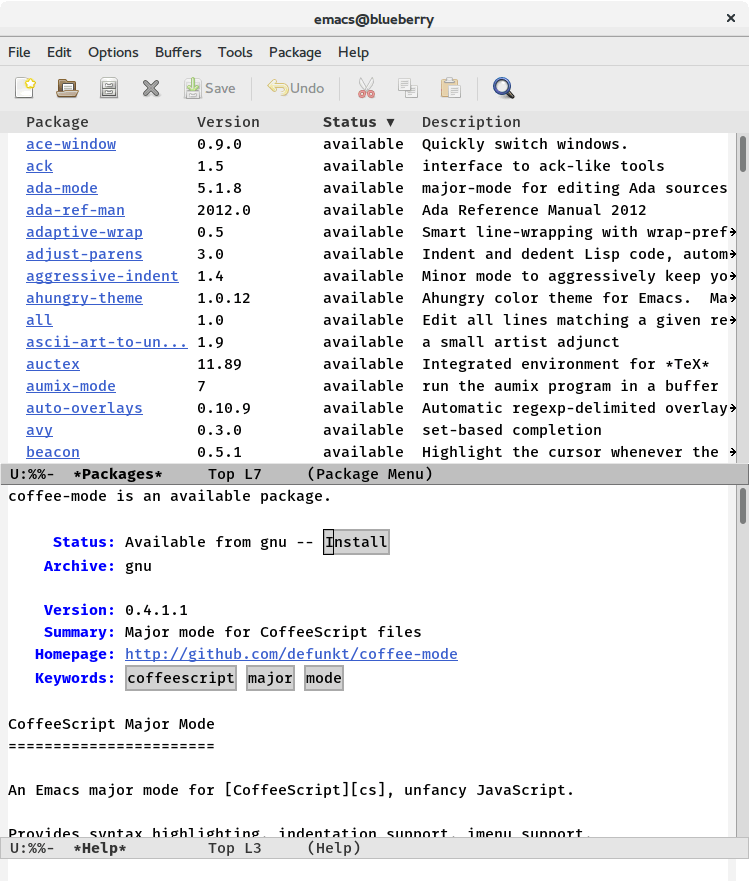 emacs@blueberry ×
File Edit Options Buffers Tools Package Help
Save Undo
Package Version Status ▼ Description
ace-window 0.9.0 available Quickly switch windows.
ack 1.5 available interface to ack-like tools
ada-mode 5.1.8 available major-mode for editing Ada sources
ada-ref-man 2012.0 available Ada Reference Manual 2012
adaptive-wrap 0.5 available Smart line-wrapping with wrap-pref→
adjust-parens 3.0 available Indent and dedent Lisp code, autom→
aggressive-indent 1.4 available Minor mode to aggressively keep yo→
ahungry-theme 1.0.12 available Ahungry color theme for Emacs.  Ma→
all 1.0 available Edit all lines matching a given re→
ascii-art-to-un... 1.9 available a small artist adjunct
auctex 11.89 available Integrated environment for *TeX*
aumix-mode 7 available run the aumix program in a buffer
auto-overlays 0.10.9 available Automatic regexp-delimited overlay→
avy 0.3.0 available set-based completion
beacon 0.5.1 available Highlight the cursor whenever the →
U:%%-  *Packages*     Top L7     (Package Menu)
coffee-mode is an available package.
Status: Available from gnu -- Install
Archive: gnu
Version: 0.4.1.1
Summary: Major mode for CoffeeScript files
Homepage: http://github.com/defunkt/coffee-mode
Keywords: coffeescript major mode
CoffeeScript Major Mode
=======================
An Emacs major mode for [CoffeeScript][cs], unfancy JavaScript.
Provides syntax highlighting, indentation support, imenu support,
U:%%-  *Help*         Top L3     (Help)